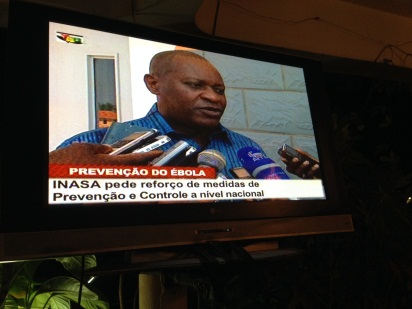 PREVENÇÃO DO ÉBOLA
INASA pede reforço de medidas de
Prevenção e Controle a nível nacional